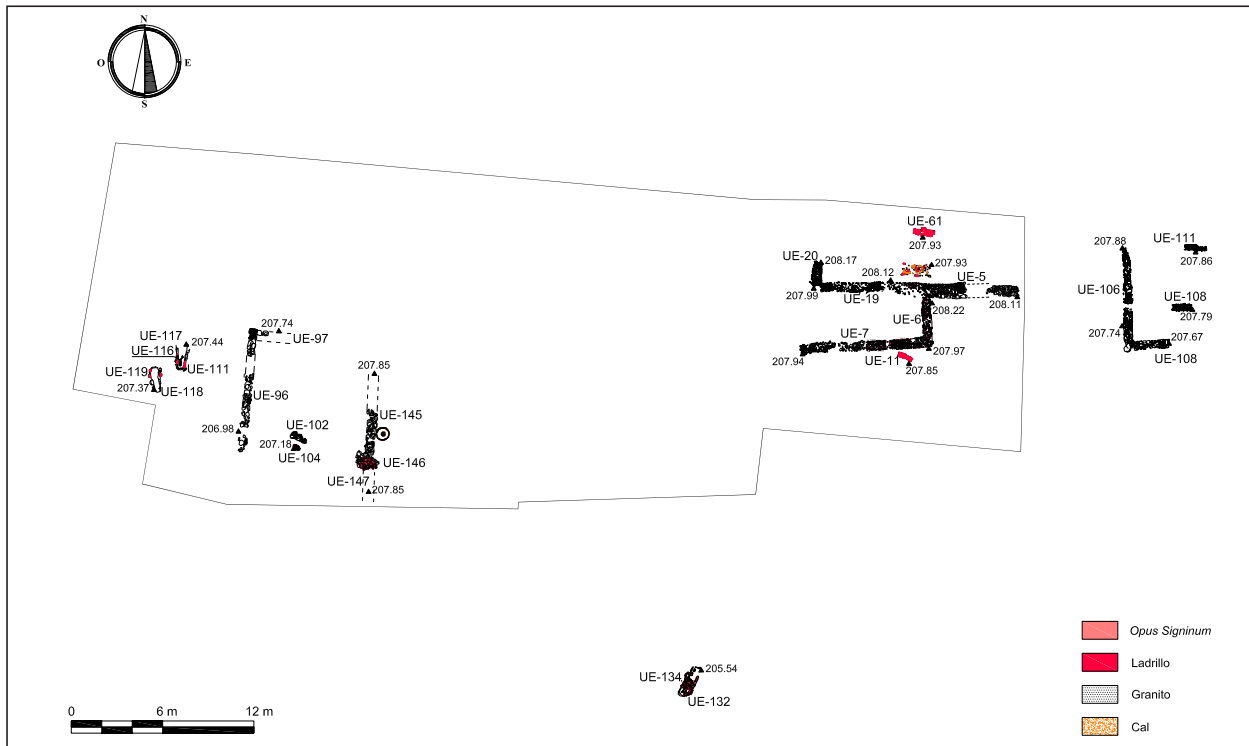 N
O
E
S
UE-61
207.93
UE-20
208.17
208.12
207.93
UE-5
207.99
UE-19
UE-6
208.22
208.11
UE-7
207.94
UE-11
207.97
207.85
207.88
UE-111
207.86
UE-106
UE-108
207.79
207.74
207.67
UE-108
UE-117
207.44
UE-116
UE-119
UE-111
207.37
UE-118
207.74
UE-97
UE-96
206.98
UE-102
207.18
UE-104
207.85
UE-145
UE-146
UE-147
207.85
205.54
UE-134
UE-132
Opus Signinum
Ladrillo
Granito
Cal
0 6 m 12 m